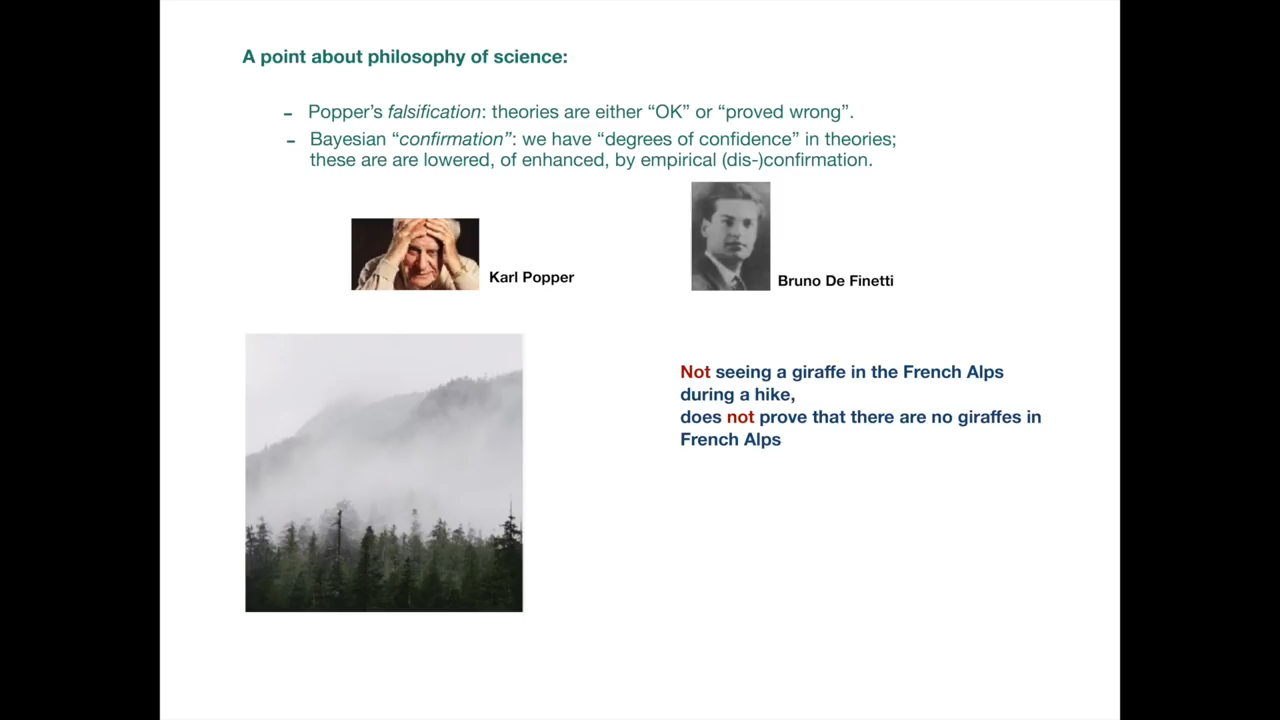 A point about philosophy of science:
- Popper's falsification: theories are either “OK” or “proved wrong”.
- Bayesian “confirmation”: we have “degrees of confidence” in theories;
these are are lowered, of enhanced, by empirical (dis-)confirmation.
Karl Popper
Bruno De Finetti
Not seeing a giraffe in the French Alps
during a hike,
does not prove that there are no giraffes in
French Alps